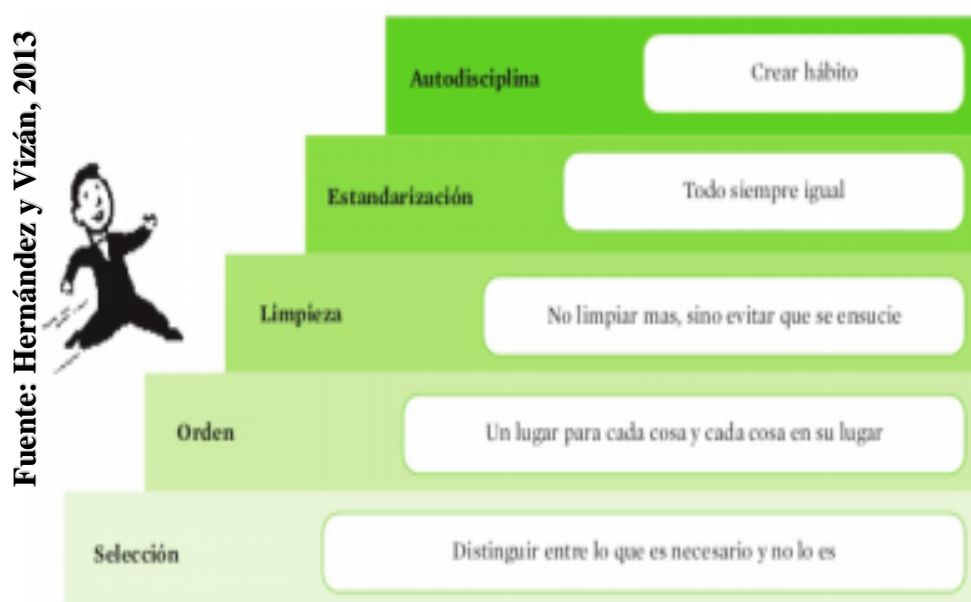 Fuente: Hernández y Vizán, 2013
Autodisciplina
Crear hábito
Estandarización
Todo siempre igual
Limpieza
No limpiar mas, sino evitar que se ensucie
Orden
Un lugar para cada cosa y cada cosa en su lugar
Selección
Distinguir entre lo que es necesario y no lo es